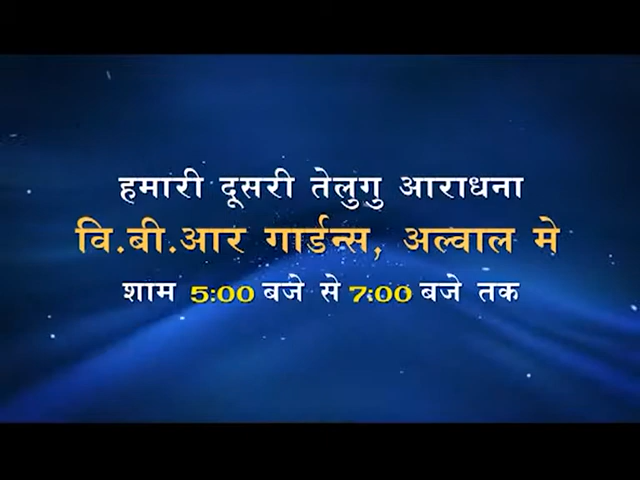 हमारी दूसरी तेलुगु आराधना
वि.बी.आर गार्डन्स, अल्वाल मे
शाम 5:00 बजे से 7:00 बजे तक